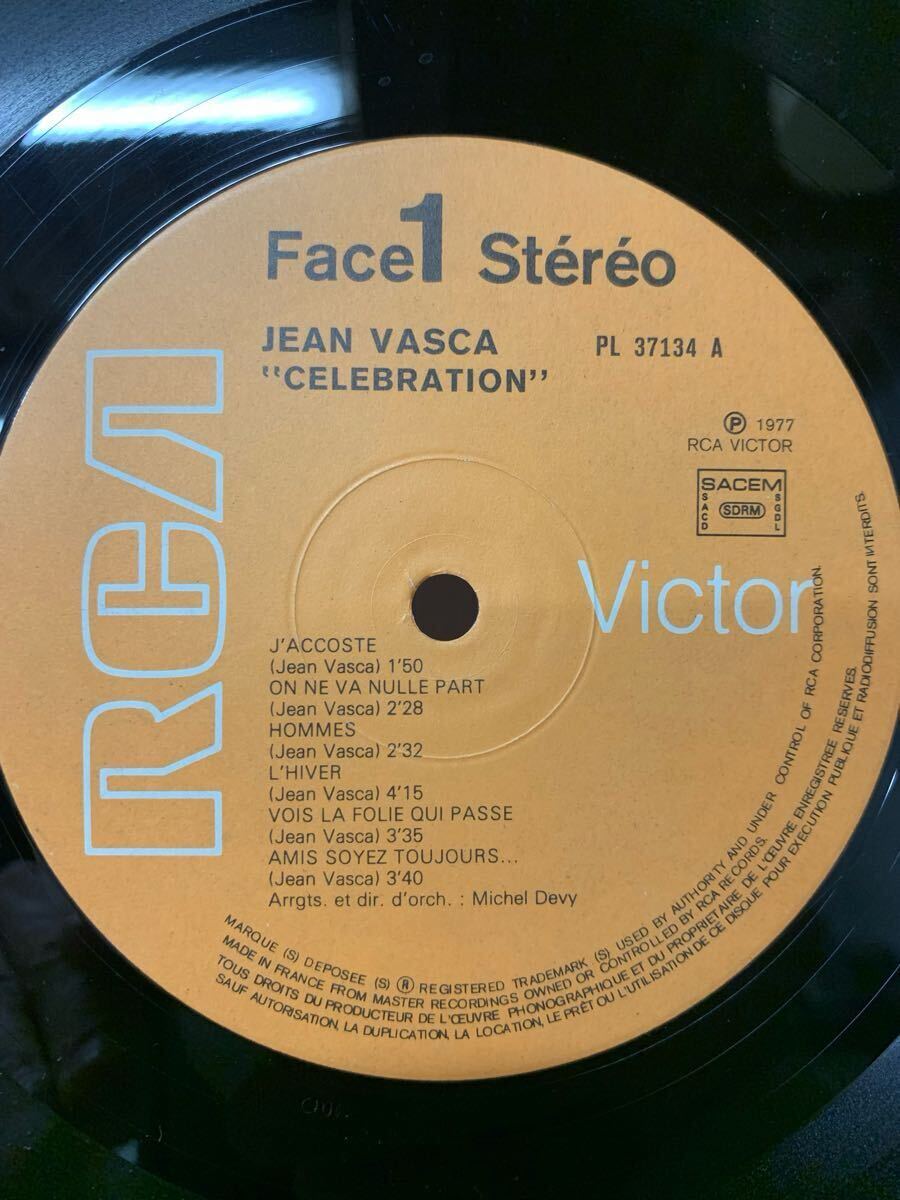 Face 1 Stéréo
JEAN VASCA
PL 37134 A
"CELEBRATION"
Ⓟ 1977
RCA VICTOR
SACEM
SACD
SDRM
SGDL
RCA
Victor
J'ACCOSTE
(Jean Vasca) 1'50
ON NE VA NULLE PART
(Jean Vasca) 2'28
HOMMES
(Jean Vasca) 2'32
L'HIVER
(Jean Vasca) 4'15
VOIS LA FOLIE QUI PASSE
(Jean Vasca) 3'35
AMIS SOYEZ TOUJOURS...
(Jean Vasca) 3'40
Arrgts. et dir. d'orch. : Michel Devy
MARQUE (S) DEPOSEE (S) ® REGISTERED TRADEMARK (S) USED BY AUTHORITY AND UNDER CONTROL OF RCA CORPORATION.
MADE IN FRANCE FROM MASTER RECORDINGS OWNED OR CONTROLLED BY RCA RECORDS.
TOUS DROITS DU PRODUCTEUR DE L'ŒUVRE PHONOGRAPHIQUE ET DU PROPRIETAIRE DE L'ŒUVRE ENREGISTREE RESERVES.
SAUF AUTORISATION, LA DUPLICATION, LA LOCATION, LE PRÊT OU L'UTILISATION DE CE DISQUE POUR EXECUTION PUBLIQUE ET RADIODIFFUSION SONT INTERDITS.